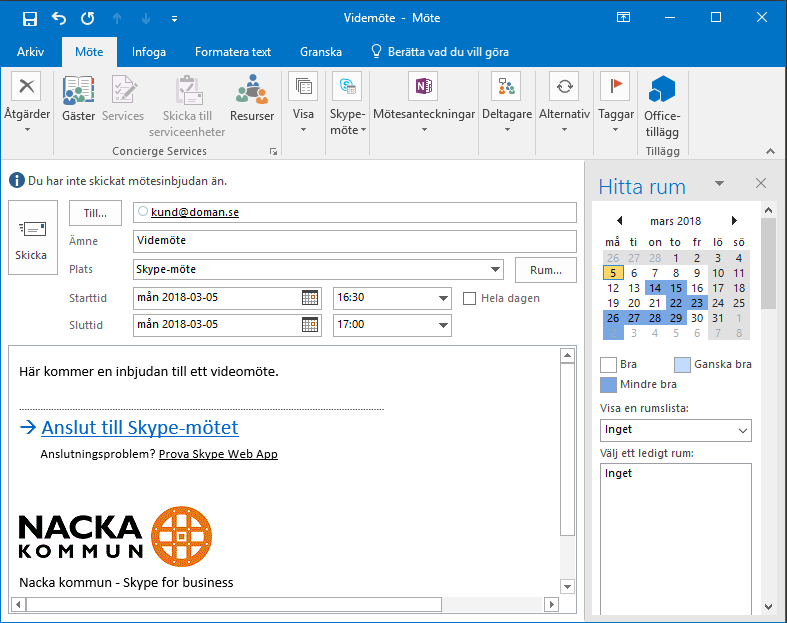 Videmöte - Möte
Arkiv Möte Infoga Formatera text Granska Berätta vad du vill göra
Åtgärder
Gäster
Services
Skicka till
serviceenheter
Resurser
Concierge Services
Visa
Skype-
möte
Mötesanteckningar
Deltagare
Alternativ
Taggar
Office-
tillägg
Tillägg
Du har inte skickat mötesinbjudan än.
Skicka
Till... kund@doman.se
Ämne Videmöte
Plats Skype-möte Rum...
Starttid mån 2018-03-05 16:30 Hela dagen
Sluttid mån 2018-03-05 17:00
Här kommer en inbjudan till ett videomöte.
Anslut till Skype-mötet
Anslutningsproblem? Prova Skype Web App
NACKA
KOMMUN
Nacka kommun - Skype for business
Hitta rum
mars 2018
må ti on to fr lö sö
26 27 28 1 2 3 4
5 6 7 8 9 10 11
12 13 14 15 16 17 18
19 20 21 22 23 24 25
26 27 28 29 30 31 1
2 3 4 5 6 7 8
Bra Ganska bra
Mindre bra
Visa en rumslista:
Inget
Välj ett ledigt rum:
Inget